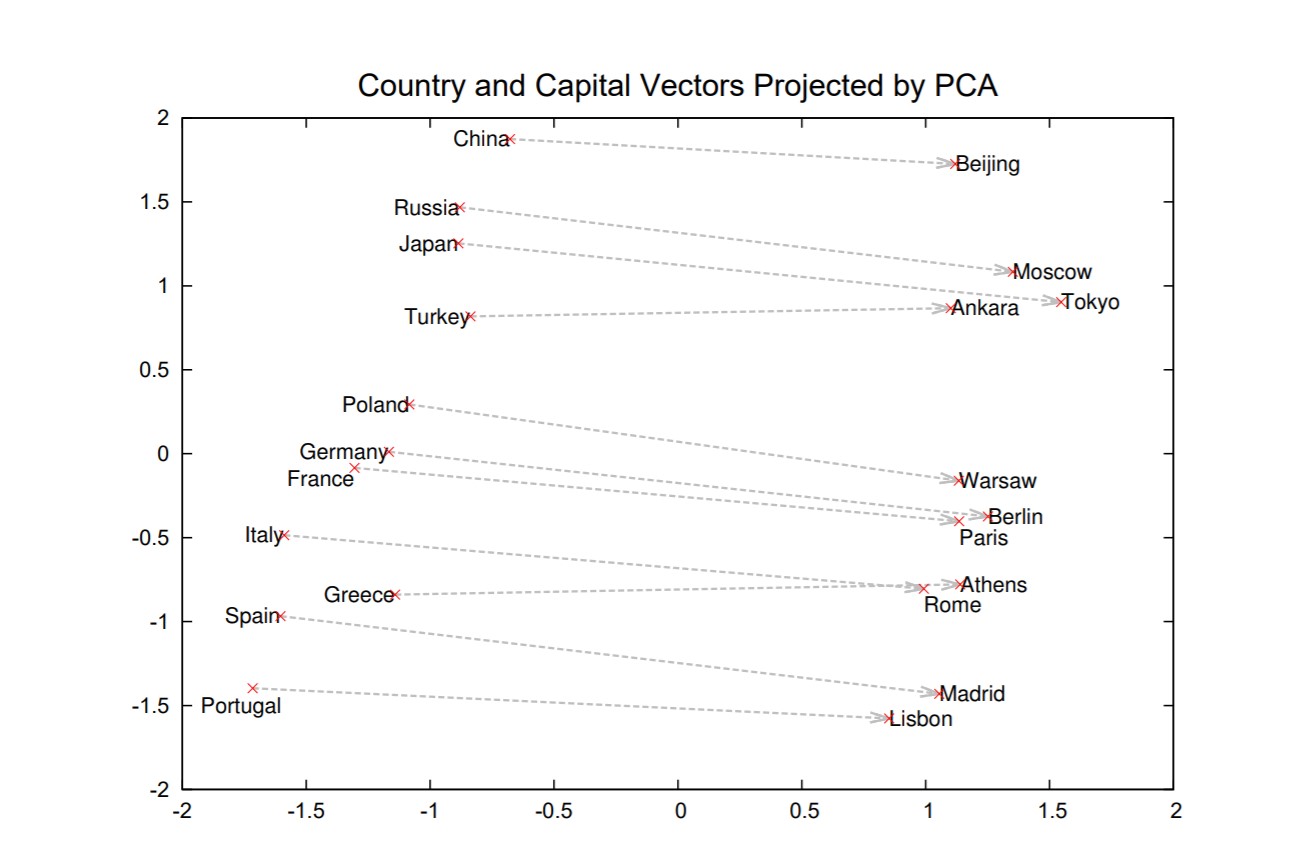 Country and Capital Vectors Projected by PCA
2
China
Beijing
1.5
Russia
Japan
Moscow
1
Tokyo
Ankara
Turkey
0.5
Poland
Germany
0
France
Warsaw
Berlin
-0.5
Italy
Paris
Athens
Greece
Rome
Spain
-1
Madrid
-1.5
Portugal
Lisbon
-2
-2 -1.5 -1 -0.5 0 0.5 1 1.5 2